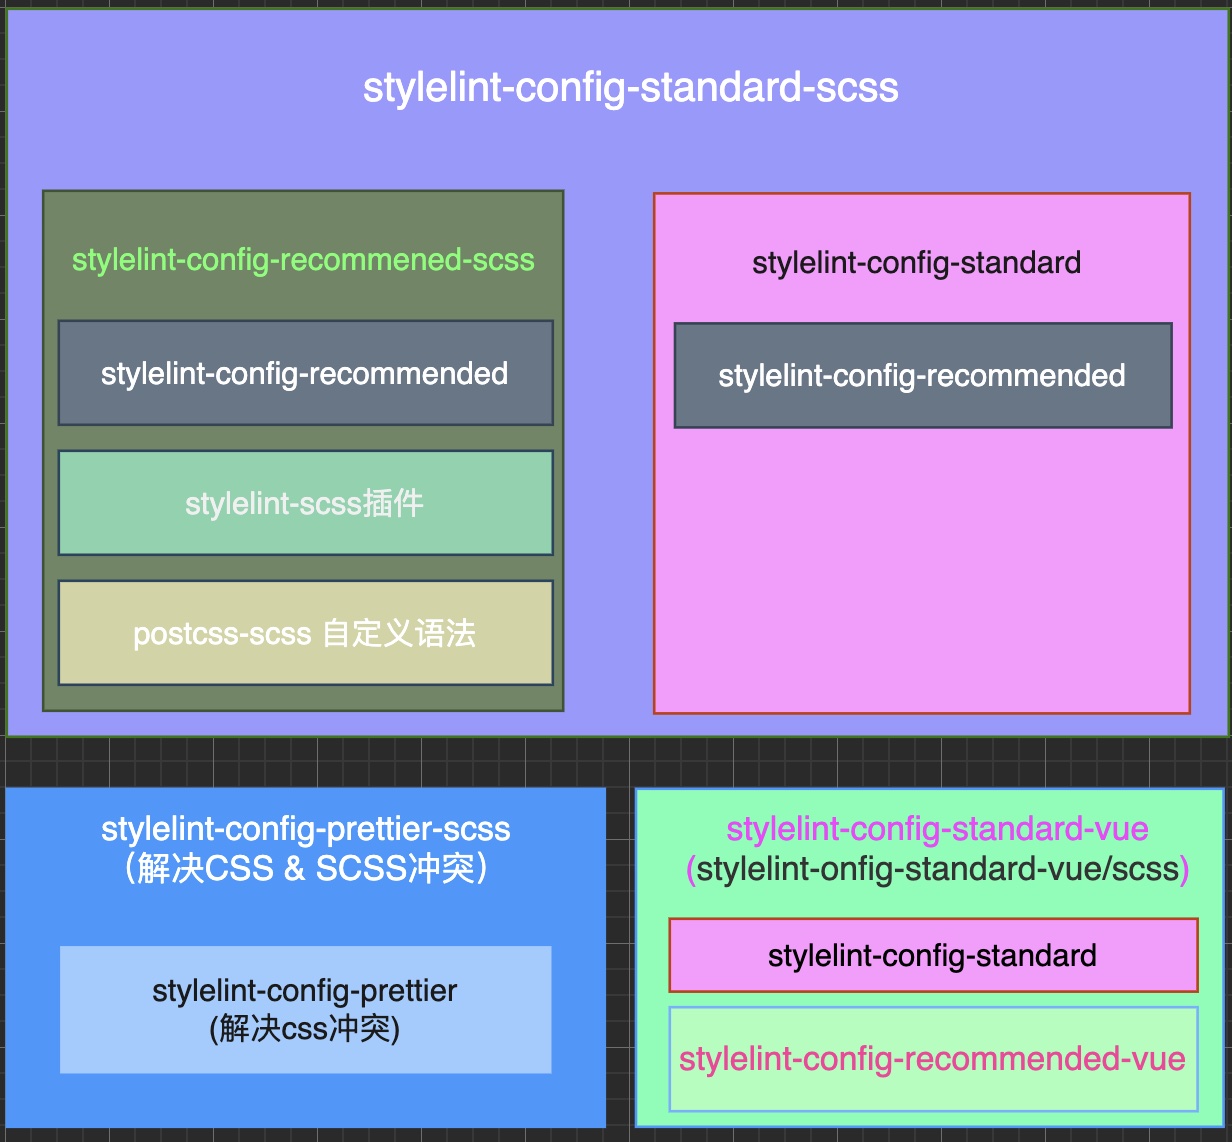 stylelint-config-standard-scss
stylelint-config-recommened-scss
stylelint-config-recommended
stylelint-scss插件
postcss-scss 自定义语法
stylelint-config-standard
stylelint-config-recommended
stylelint-config-prettier-scss
（解决CSS & SCSS冲突）
stylelint-config-prettier
(解决css冲突)
stylelint-config-standard-vue
(stylelint-onfig-standard-vue/scss)
stylelint-config-standard
stylelint-config-recommended-vue